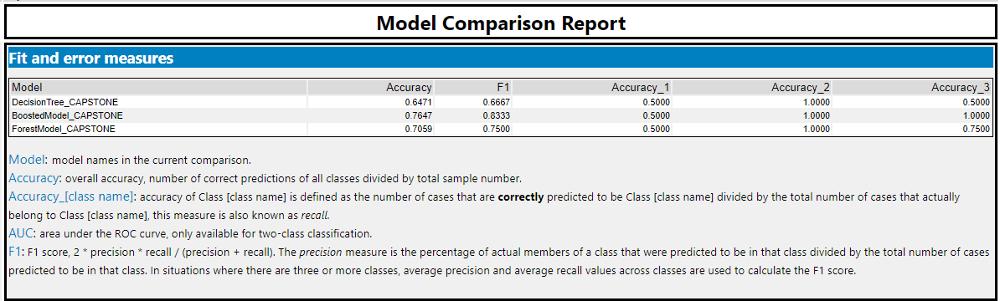 Model Comparison Report
Fit and error measures
Model Accuracy F1 Accuracy_1 Accuracy_2 Accuracy_3
DecisionTree_CAPSTONE 0.6471 0.6667 0.5000 1.0000 0.5000
BoostedModel_CAPSTONE 0.7647 0.8333 0.5000 1.0000 1.0000
ForestModel_CAPSTONE 0.7059 0.7500 0.5000 1.0000 0.7500
Model: model names in the current comparison.
Accuracy: overall accuracy, number of correct predictions of all classes divided by total sample number.
Accuracy_[class name]: accuracy of Class [class name] is defined as the number of cases that are correctly predicted to be Class [class name] divided by the total number of cases that actually
belong to Class [class name], this measure is also known as recall.
AUC: area under the ROC curve, only available for two-class classification.
F1: F1 score, 2 * precision * recall / (precision + recall). The precision measure is the percentage of actual members of a class that were predicted to be in that class divided by the total number of cases
predicted to be in that class. In situations where there are three or more classes, average precision and average recall values across classes are used to calculate the F1 score.